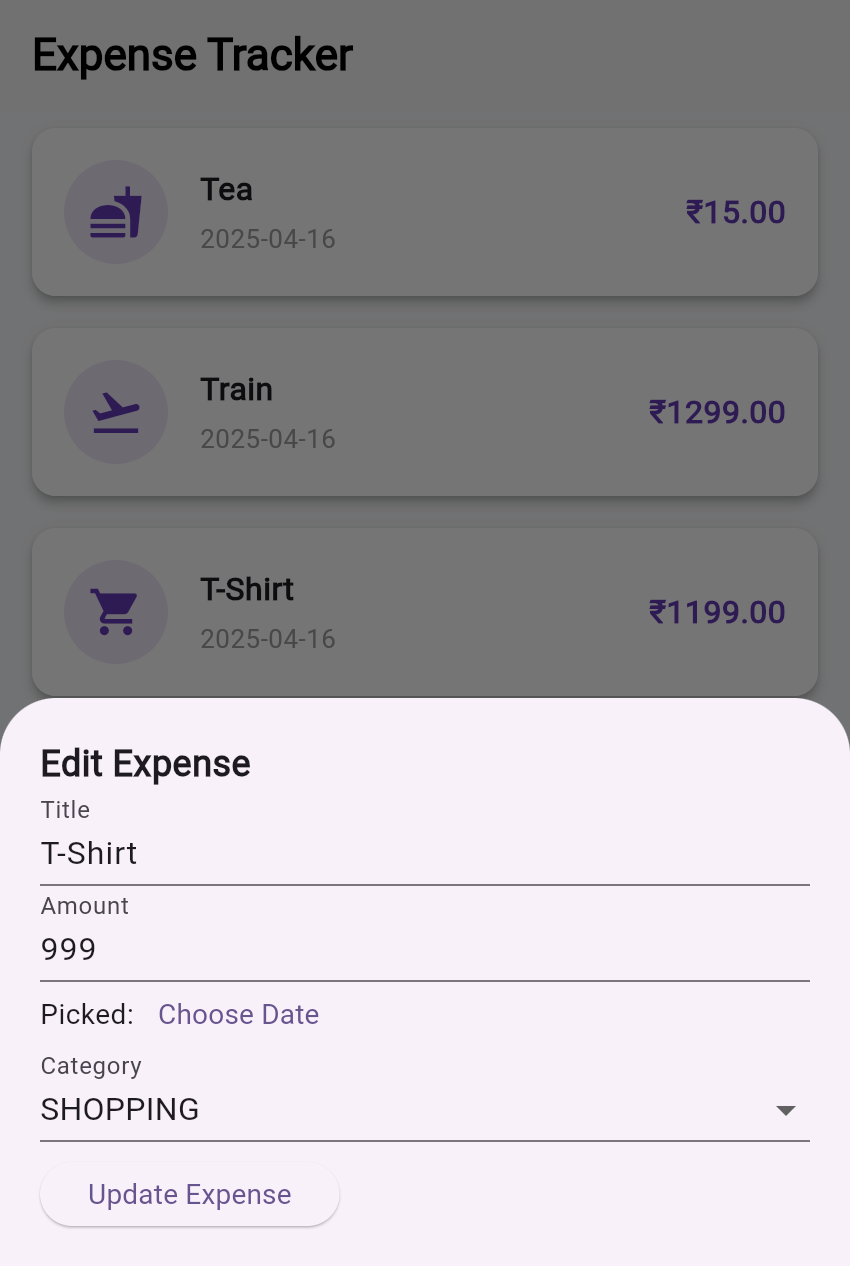 Expense Tracker
Tea
2025-04-16
₹15.00
Train
2025-04-16
₹1299.00
T-Shirt
2025-04-16
₹1199.00
Edit Expense
Title
T-Shirt
Amount
999
Picked: Choose Date
Category
SHOPPING
Update Expense